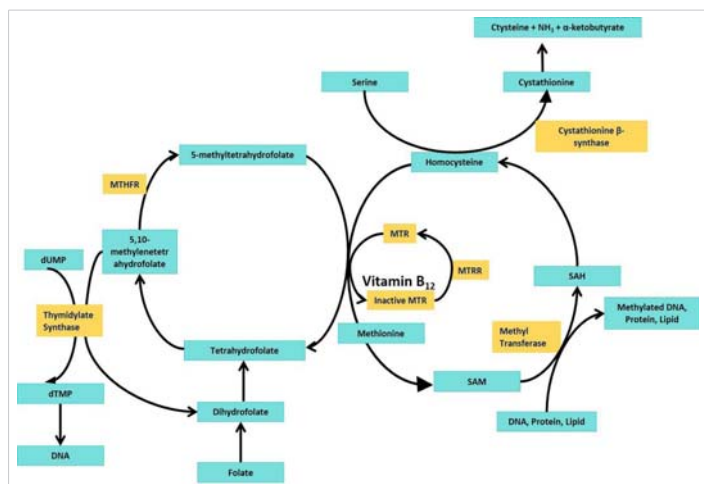 Ctysteine + NH3 + α-ketobutyrate
Serine
Cystathionine
Cystathionine β-
synthase
5-methyltetrahydrofolate
Homocysteine
MTHFR
5,10-
methylenetetr
ahydrofolate
dUMP
MTR
MTRR
Vitamin B12
Inactive MTR
SAH
Thymidylate
Synthase
Methylated DNA,
Protein, Lipid
Methionine
Methyl
Transferase
Tetrahydrofolate
SAM
dTMP
Dihydrofolate
DNA, Protein, Lipid
DNA
Folate